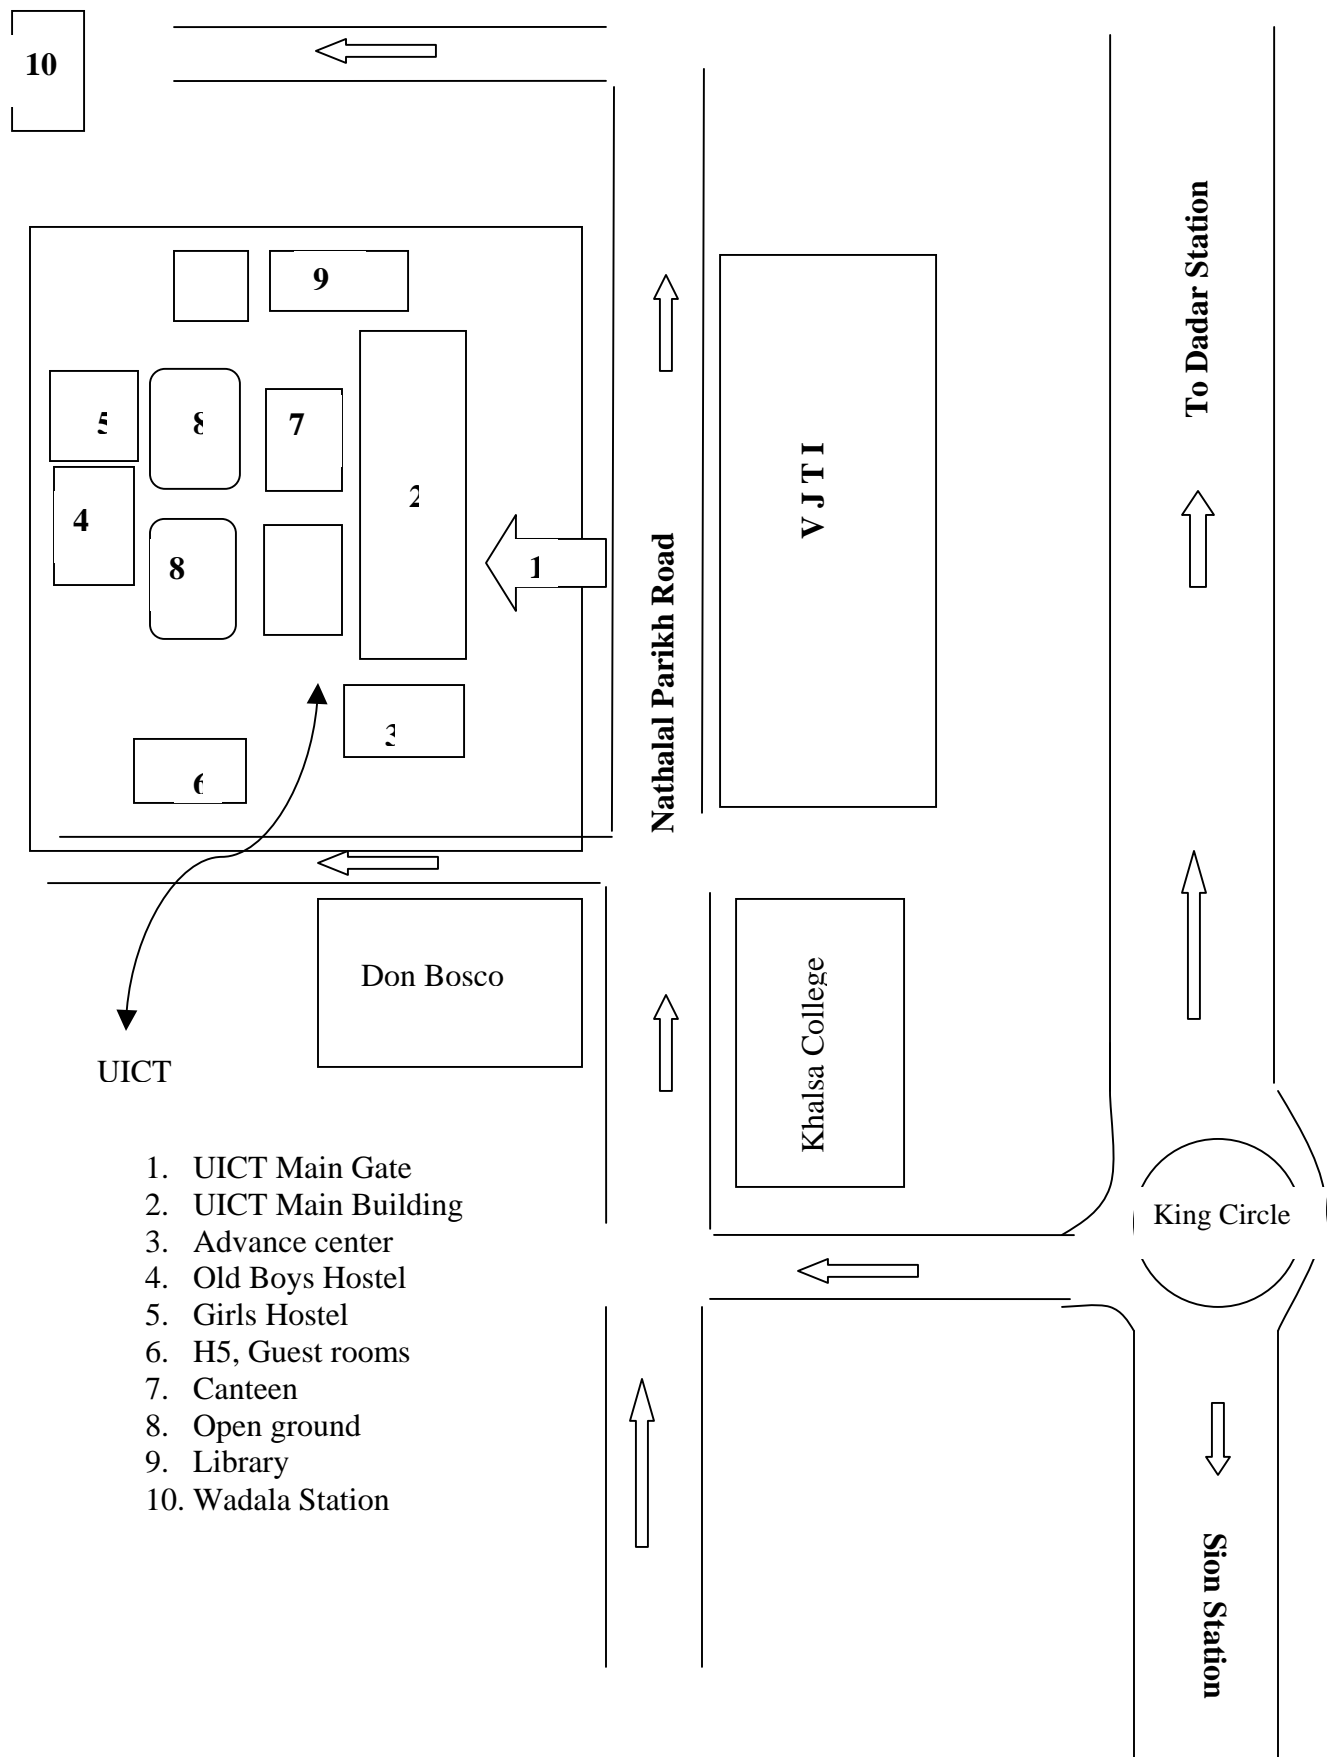 10
To Dadar Station
9
5
8
7
2
V J T I
4
8
1
Nathalal Parikh Road
3
6
Don Bosco
Khalsa College
UICT
1. UICT Main Gate
2. UICT Main Building
3. Advance center
4. Old Boys Hostel
5. Girls Hostel
6. H5, Guest rooms
7. Canteen
8. Open ground
9. Library
10. Wadala Station
King Circle
Sion Station